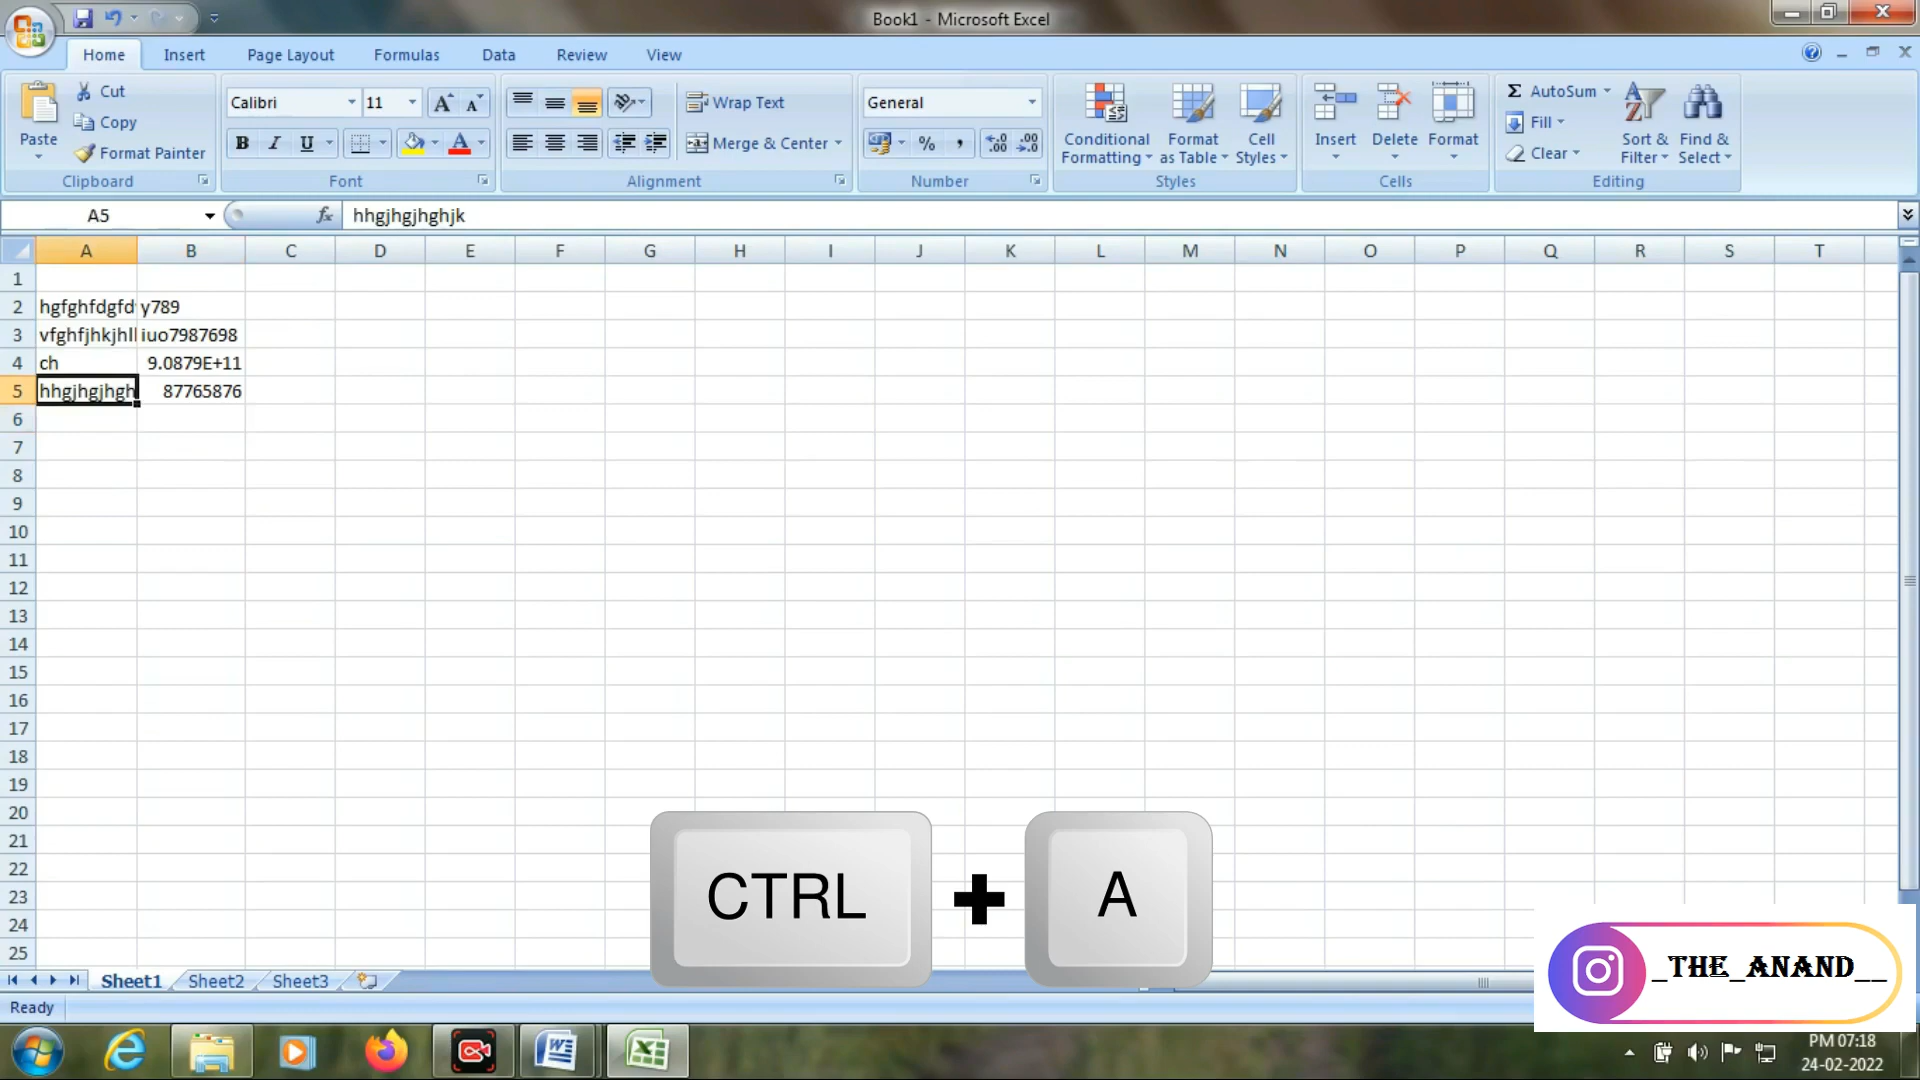 Book1 - Microsoft Excel
Home Insert Page Layout Formulas Data Review View
Cut
Copy
Format Painter
Paste
Clipboard
Calibri 11
B I U
Font
Wrap Text
Merge & Center
Alignment
General
% , .0 .00 .00 .0
Number
Conditional Formatting
Format as Table
Cell Styles
Styles
Insert Delete Format
Cells
Σ AutoSum
Fill
Clear
Sort & Filter
Find & Select
Editing
A5 fx hhgjhgjhghjk
A B C D E F G H I J K L M N O P Q R S T
1
2 hgfghfdgfd y789
3 vfghfjhkjhll iuo7987698
4 ch 9.0879E+11
5 hhgjhgjhgh 87765876
6
7
8
9
10
11
12
13
14
15
16
17
18
19
20
21
22
23
24
25
CTRL + A
_THE_ANAND__
Sheet1 Sheet2 Sheet3
Ready
PM 07:18
24-02-2022